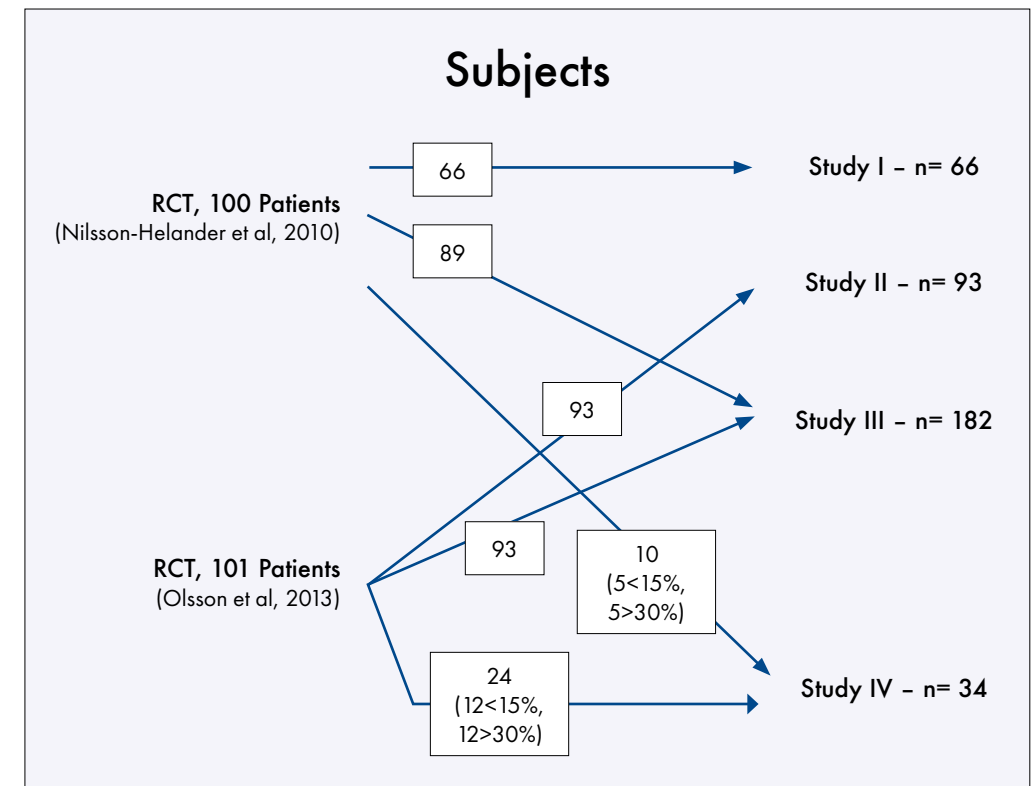 Subjects
66
Study I – n= 66
RCT, 100 Patients
(Nilsson-Helander et al, 2010)
89
Study II – n= 93
93
Study III – n= 182
93
RCT, 101 Patients
(Olsson et al, 2013)
10
(5<15%,
5>30%)
24
(12<15%,
12>30%)
Study IV – n= 34